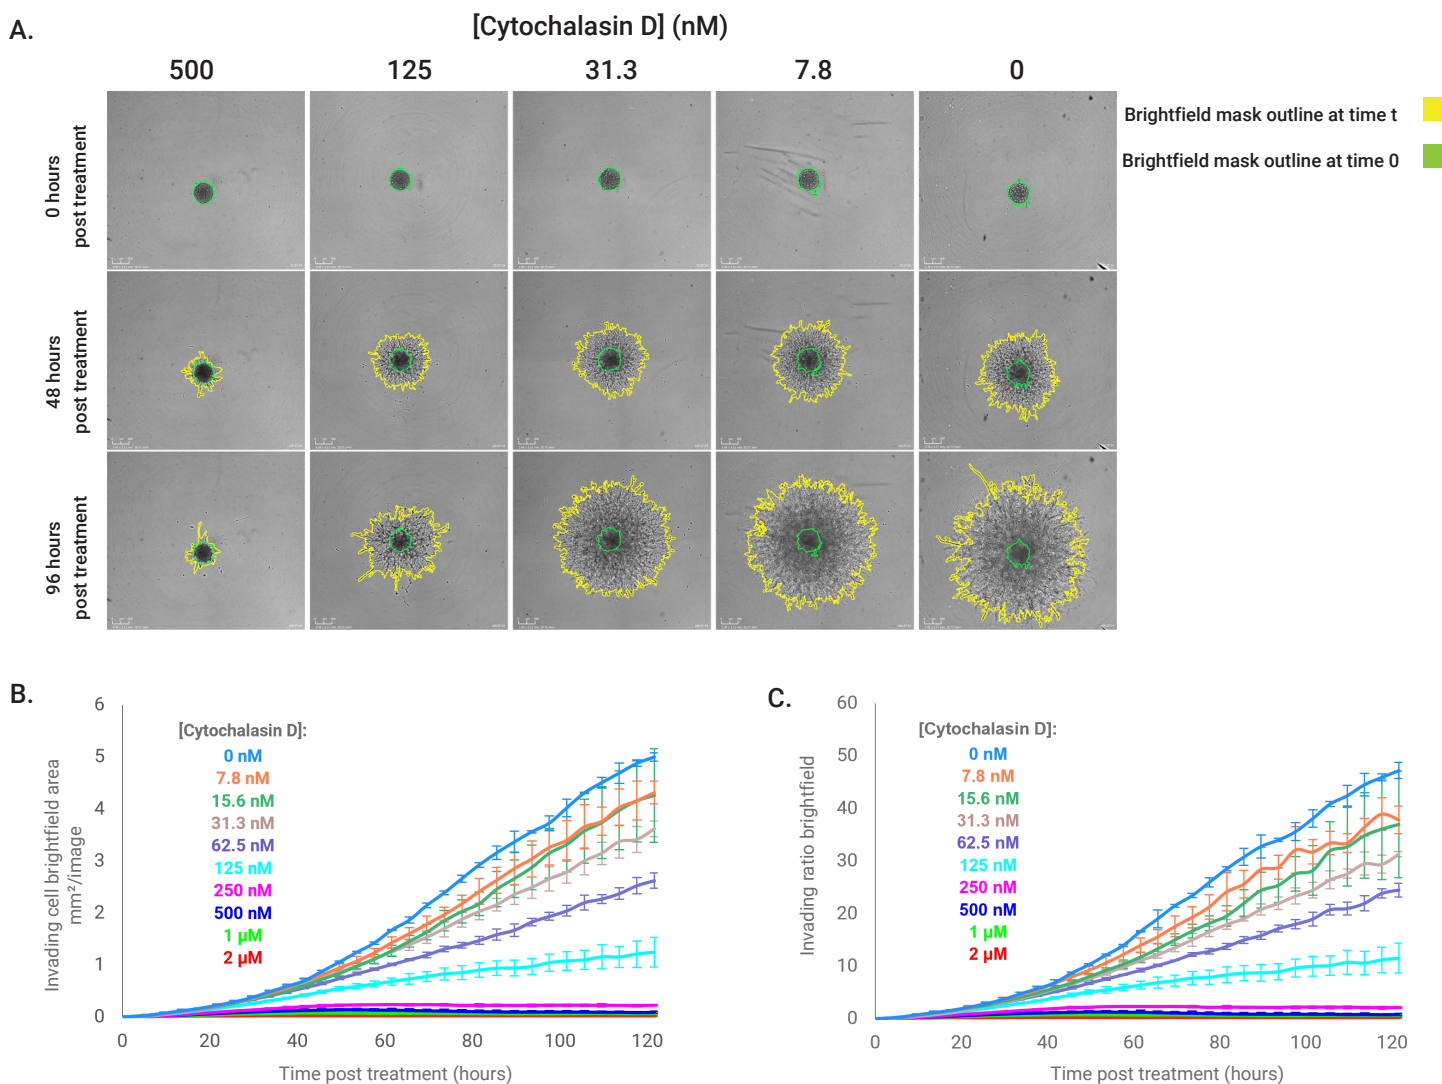 A.
[Cytochalasin D] (nM)
500 125 31.3 7.8 0
0 hours
post treatment
48 hours
post treatment
96 hours
post treatment
Brightfield mask outline at time t
Brightfield mask outline at time 0
B.
Invading cell brightfield area
mm²/image
6
5
4
3
2
1
0
[Cytochalasin D]:
0 nM
7.8 nM
15.6 nM
31.3 nM
62.5 nM
125 nM
250 nM
500 nM
1 µM
2 µM
0 20 40 60 80 100 120
Time post treatment (hours)
C.
Invading ratio brightfield
60
50
40
30
20
10
0
[Cytochalasin D]:
0 nM
7.8 nM
15.6 nM
31.3 nM
62.5 nM
125 nM
250 nM
500 nM
1 µM
2 µM
0 20 40 60 80 100 120
Time post treatment (hours)